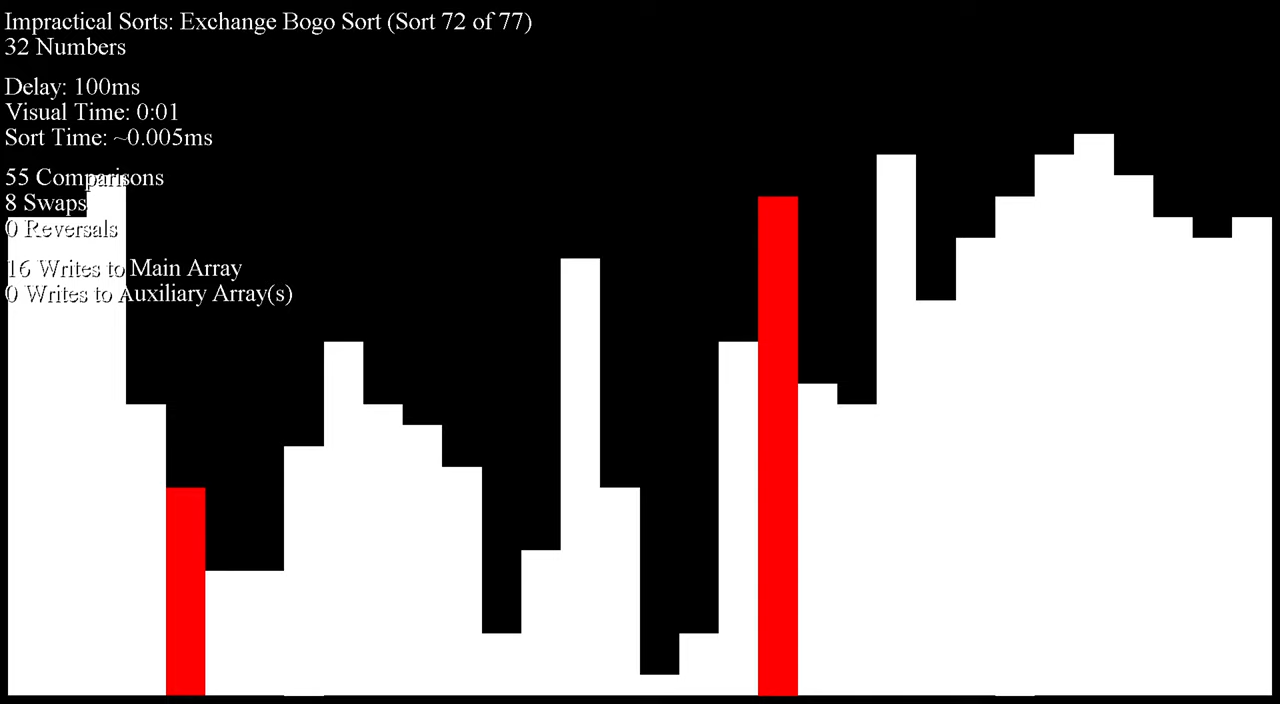 Impractical Sorts: Exchange Bogo Sort (Sort 72 of 77)
32 Numbers
Delay: 100ms
Visual Time: 0:01
Sort Time: ~0.005ms
55 Comparisons
8 Swaps
0 Reversals
16 Writes to Main Array
0 Writes to Auxiliary Array(s)